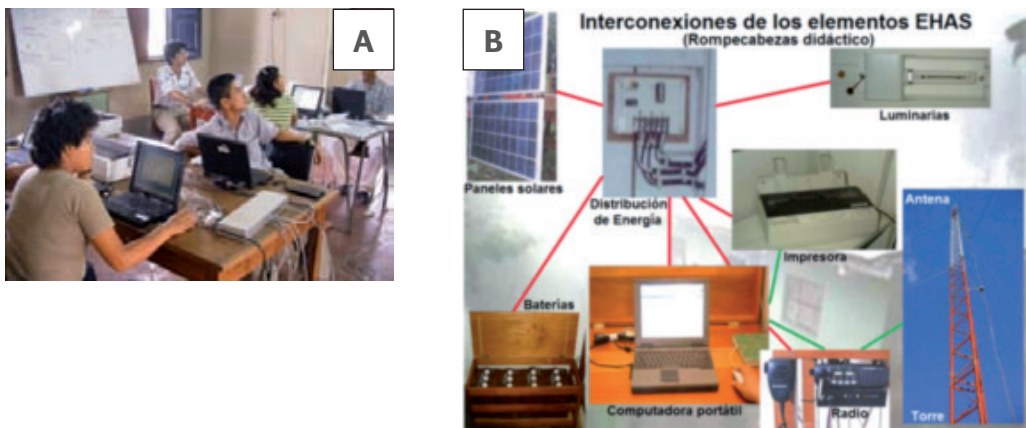 A
B
Interconexiones de los elementos EHAS
(Rompecabezas didáctico)
Luminarias
Paneles solares
Distribución
de Energía
Antena
Impresora
Baterías
Computadora portátil
Radio
Torre